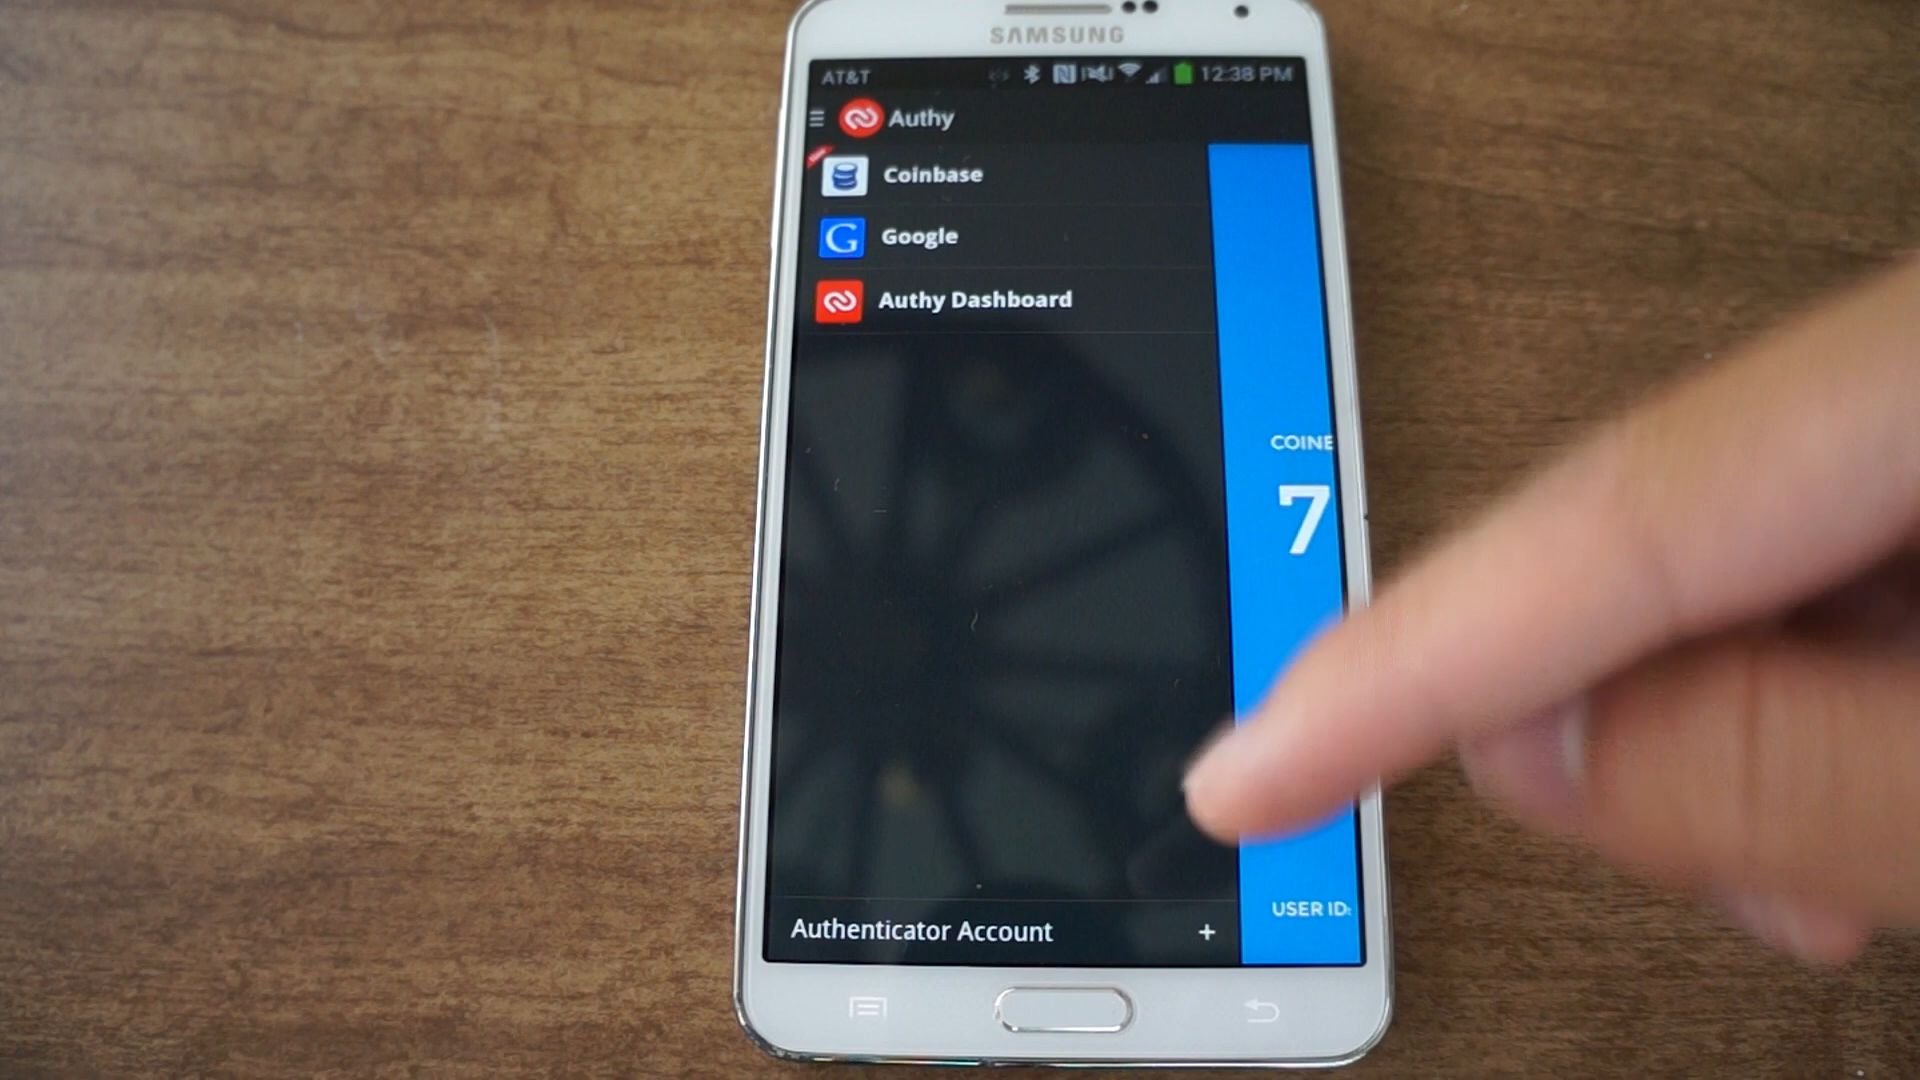 SAMSUNG
AT&T 12:38 PM
Authy
Coinbase
G Google
Authy Dashboard
COINE
7
USER ID:
Authenticator Account +